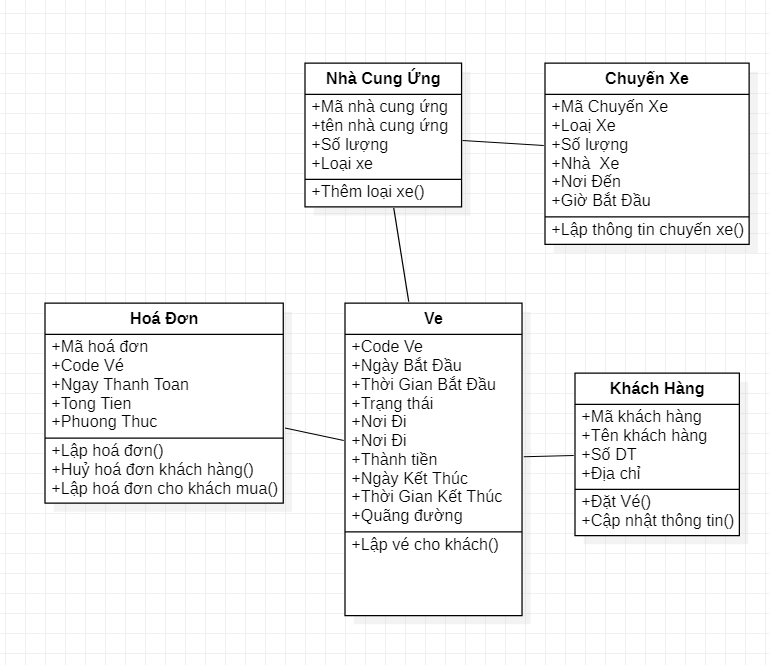 Nhà Cung Ứng
+Mã nhà cung ứng
+tên nhà cung ứng
+Số lượng
+Loại xe
+Thêm loại xe()
Chuyến Xe
+Mã Chuyến Xe
+Loại Xe
+Số lượng
+Nhà  Xe
+Nơi Đến
+Giờ Bắt Đầu
+Lập thông tin chuyến xe()
Hoá Đơn
+Mã hoá đơn
+Code Vé
+Ngay Thanh Toan
+Tong Tien
+Phuong Thuc
+Lập hoá đơn()
+Huỷ hoá đơn khách hàng()
+Lập hoá đơn cho khách mua()
Ve
+Code Ve
+Ngày Bắt Đầu
+Thời Gian Bắt Đầu
+Trạng thái
+Nơi Đi
+Nơi Đi
+Thành tiền
+Ngày Kết Thúc
+Thời Gian Kết Thúc
+Quãng đường
+Lập vé cho khách()
Khách Hàng
+Mã khách hàng
+Tên khách hàng
+Số DT
+Địa chỉ
+Đặt Vé()
+Cập nhật thông tin()